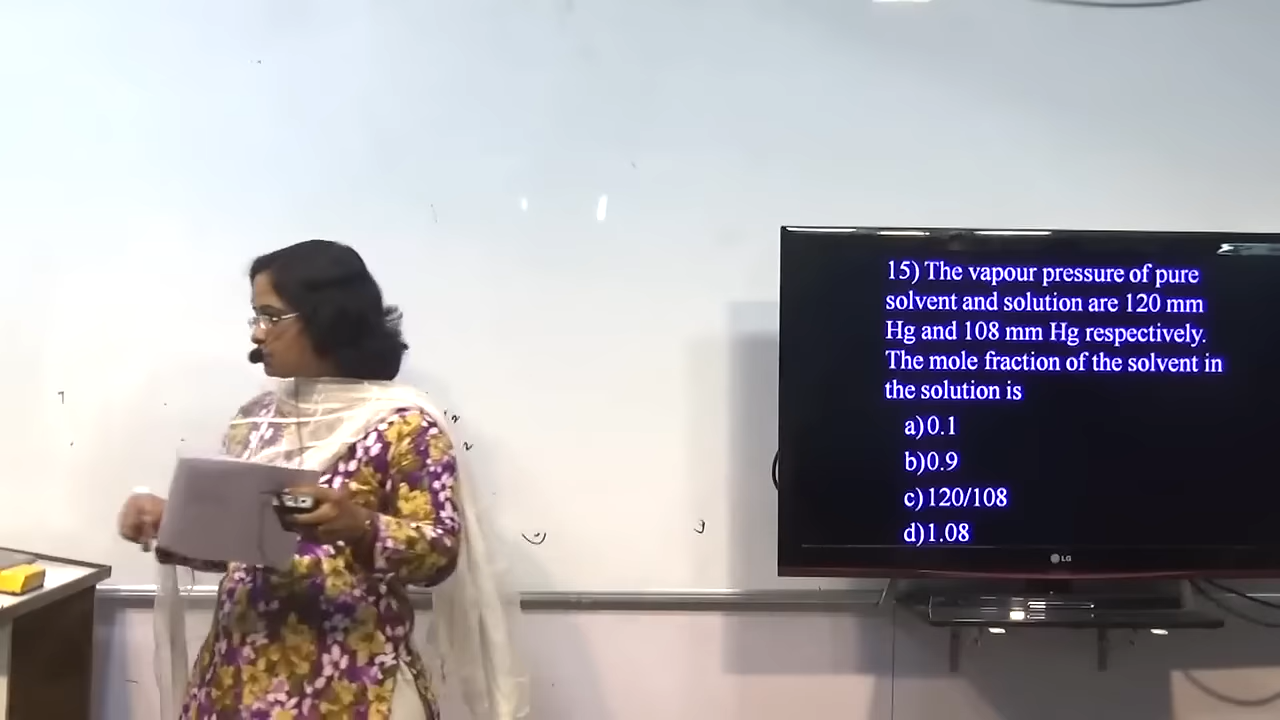 15) The vapour pressure of pure
solvent and solution are 120 mm
Hg and 108 mm Hg respectively.
The mole fraction of the solvent in
the solution is
a)0.1
b)0.9
c)120/108
d)1.08
LG